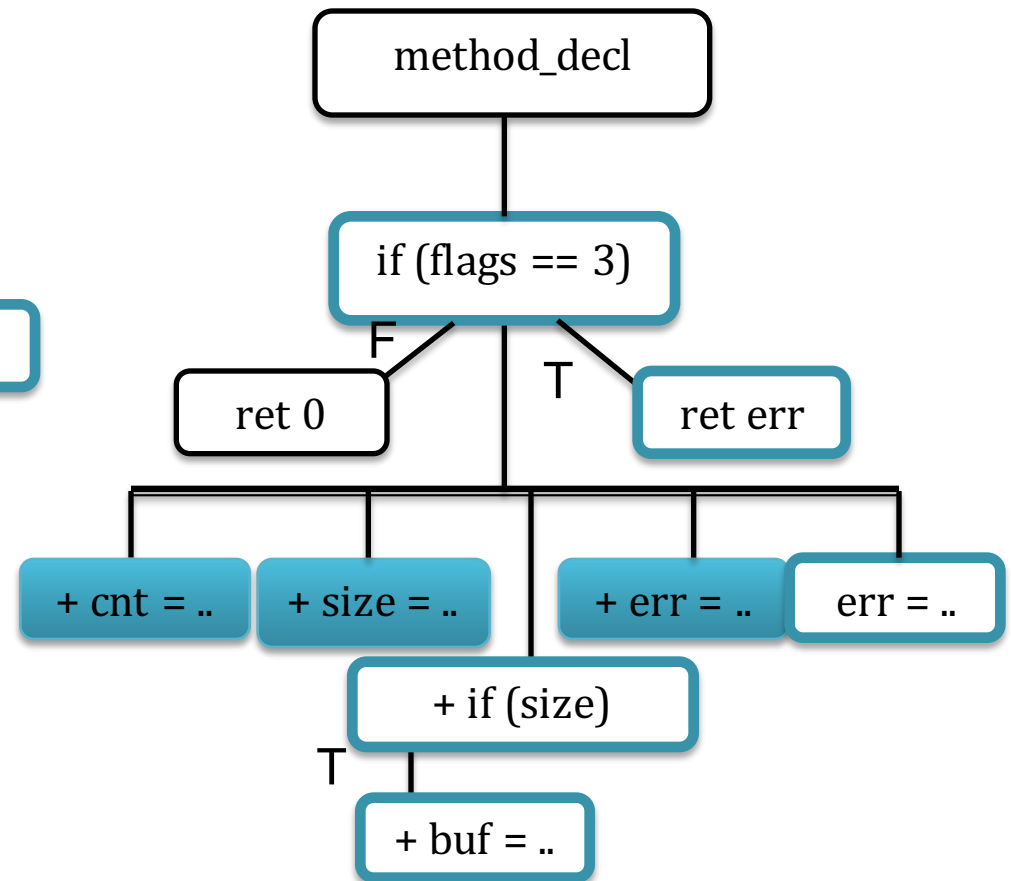 method_decl
if (flags == 3)
F
T
ret 0
ret err
+ cnt = ..
+ size = ..
+ err = ..
err = ..
+ if (size)
T
+ buf = ..